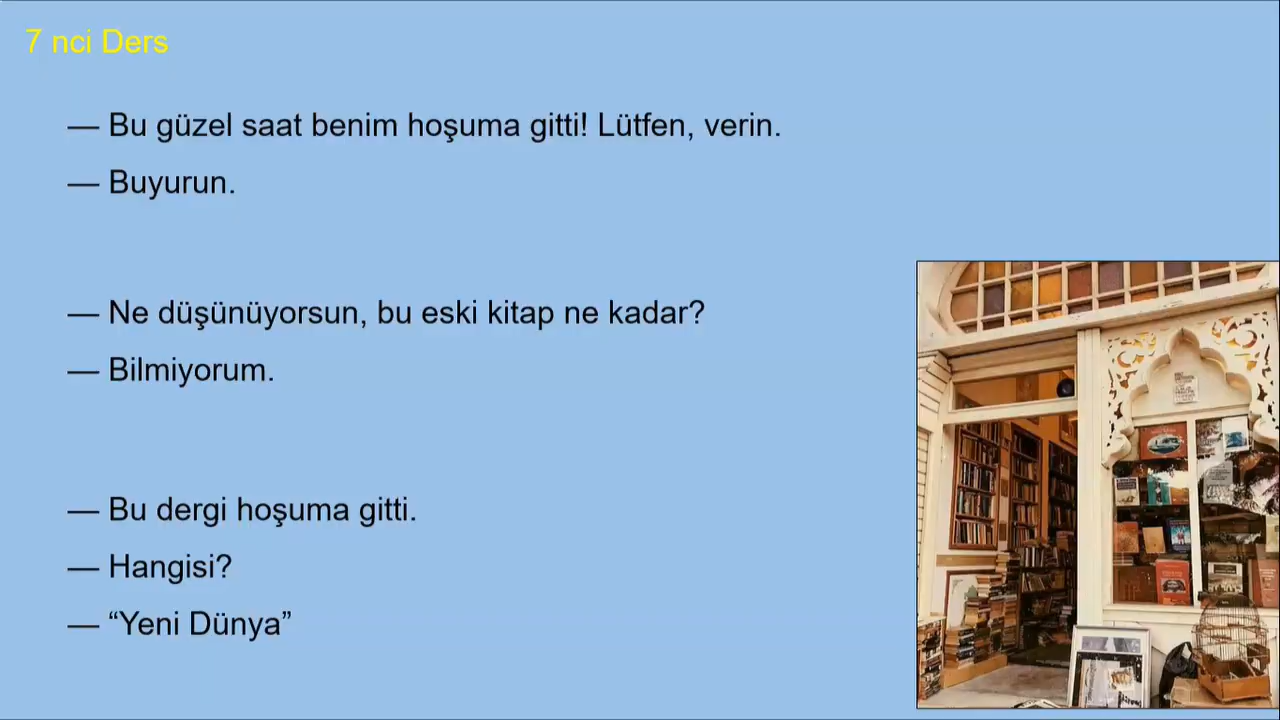 7 nci Ders
— Bu güzel saat benim hoşuma gitti! Lütfen, verin.
— Buyurun.
— Ne düşünüyorsun, bu eski kitap ne kadar?
— Bilmiyorum.
— Bu dergi hoşuma gitti.
— Hangisi?
— “Yeni Dünya”